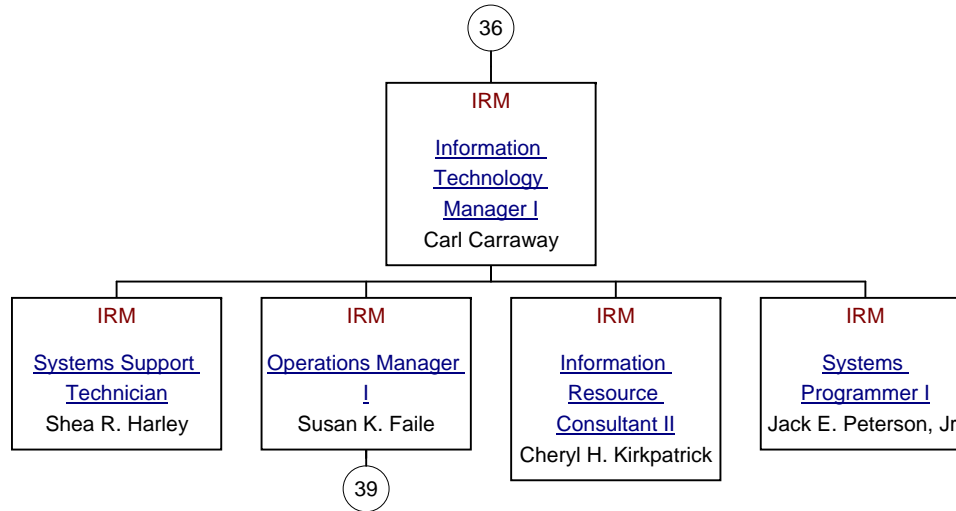 36
IRM
Information
Technology
Manager I
Carl Carraway
IRM
Systems Support
Technician
Shea R. Harley
IRM
Operations Manager
I
Susan K. Faile
IRM
Information
Resource
Consultant II
Cheryl H. Kirkpatrick
IRM
Systems
Programmer I
Jack E. Peterson, Jr
39